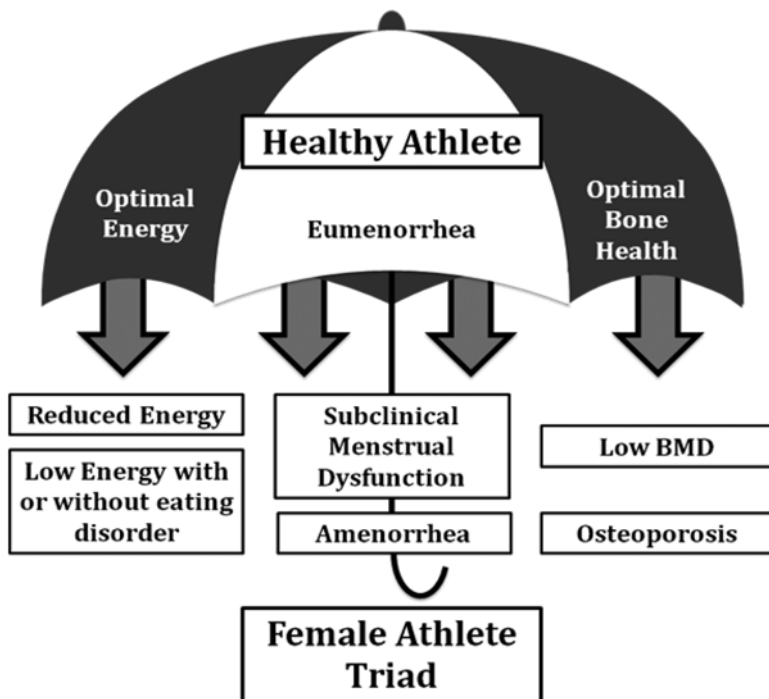 Healthy Athlete
Optimal
Energy
Eumenorrhea
Optimal
Bone
Health
Reduced Energy
Low Energy with
or without eating
disorder
Subclinical
Menstrual
Dysfunction
Amenorrhea
Low BMD
Osteoporosis
Female Athlete
Triad